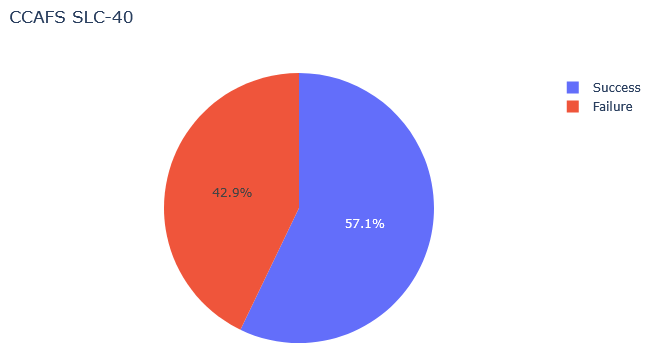 CCAFS SLC-40
Success
Failure
42.9%
57.1%